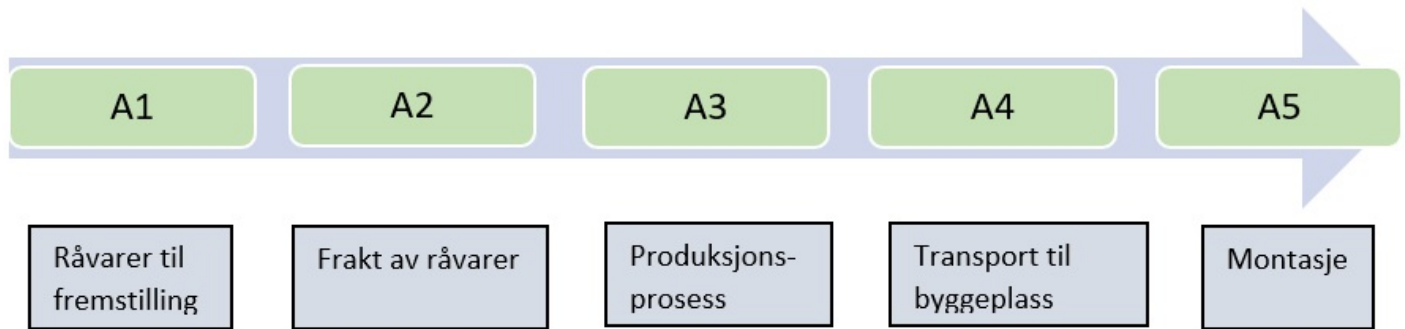 A1
A2
A3
A4
A5
Råvarer til
fremstilling
Frakt av råvarer
Produksjons-
prosess
Transport til
byggeplass
Montasje